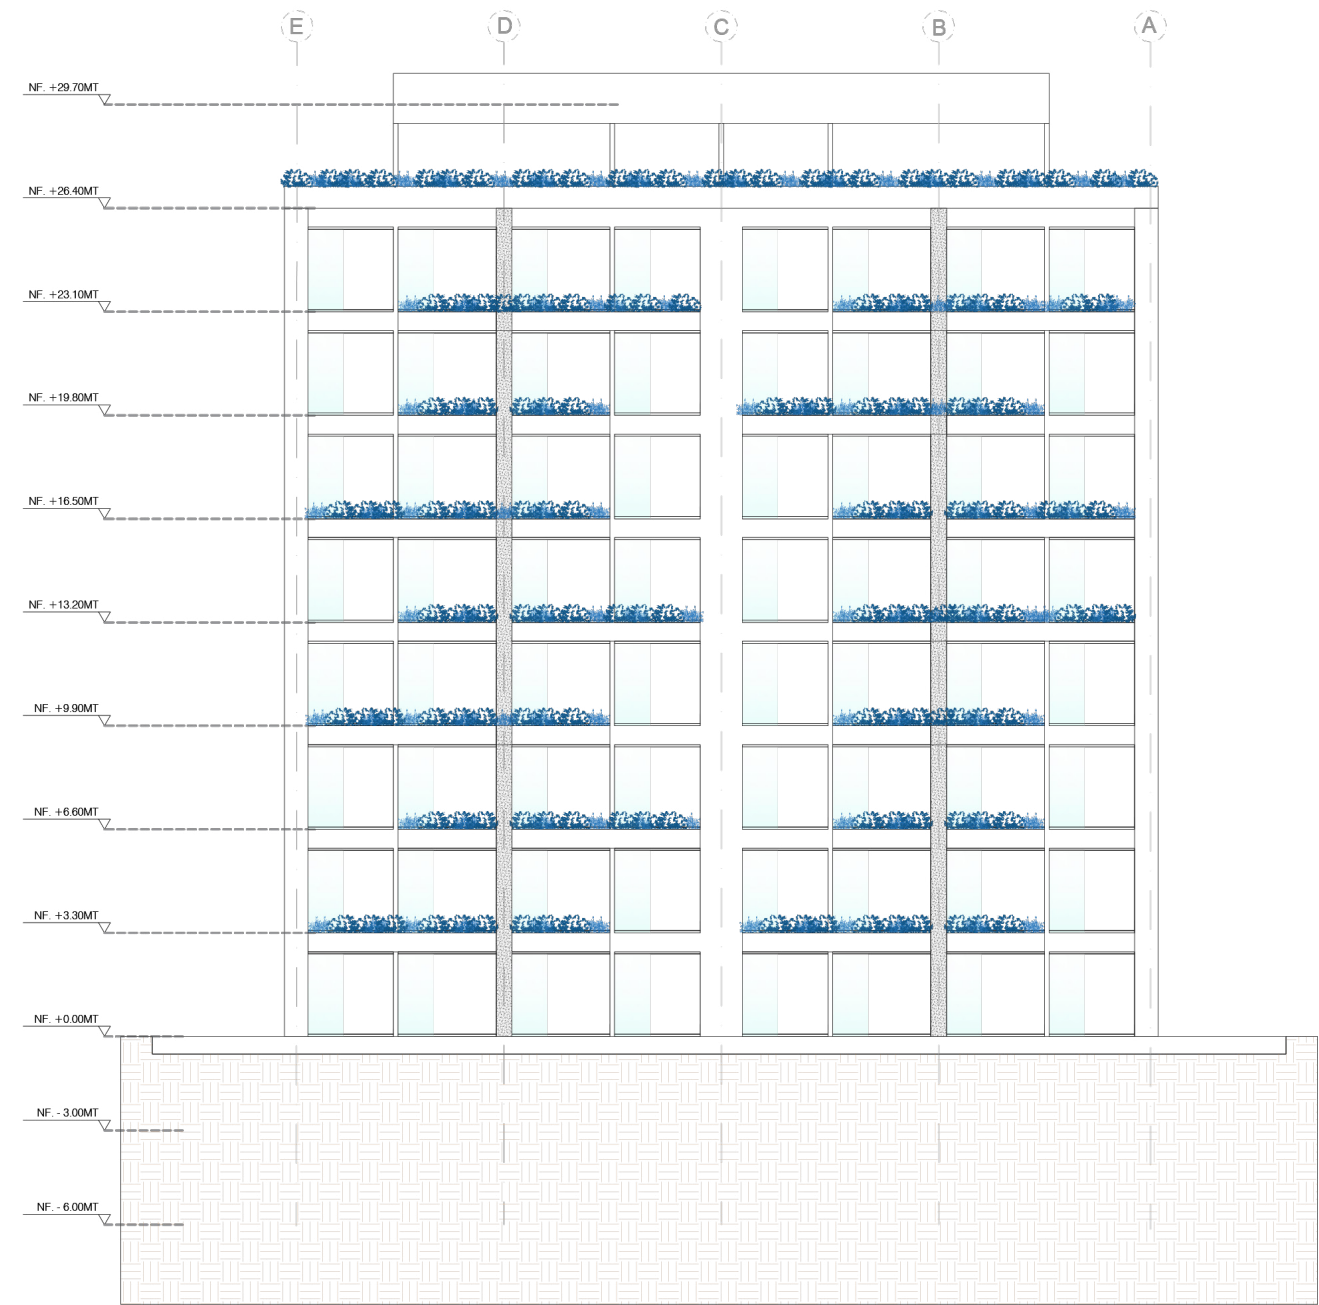 E D C B A
NF. +29.70MT
NF. +26.40MT
NF. +23.10MT
NF. +19.80MT
NF. +16.50MT
NF. +13.20MT
NF. +9.90MT
NF. +6.60MT
NF. +3.30MT
NF. +0.00MT
NF. - 3.00MT
NF. - 6.00MT